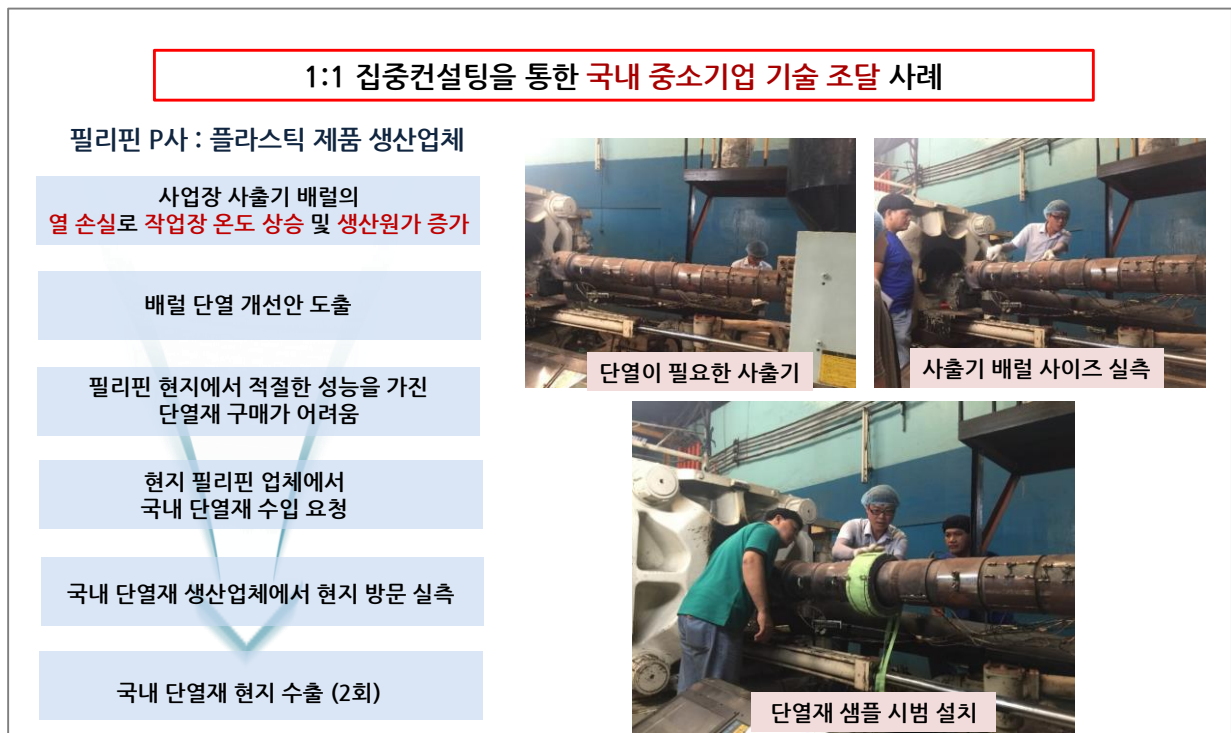 1:1 집중컨설팅을 통한 국내 중소기업 기술 조달 사례
필리핀 P사 : 플라스틱 제품 생산업체
사업장 사출기 배럴의
열 손실로 작업장 온도 상승 및 생산원가 증가
배럴 단열 개선안 도출
필리핀 현지에서 적절한 성능을 가진
단열재 구매가 어려움
현지 필리핀 업체에서
국내 단열재 수입 요청
국내 단열재 생산업체에서 현지 방문 실측
국내 단열재 현지 수출 (2회)
단열이 필요한 사출기
사출기 배럴 사이즈 실측
단열재 샘플 시범 설치